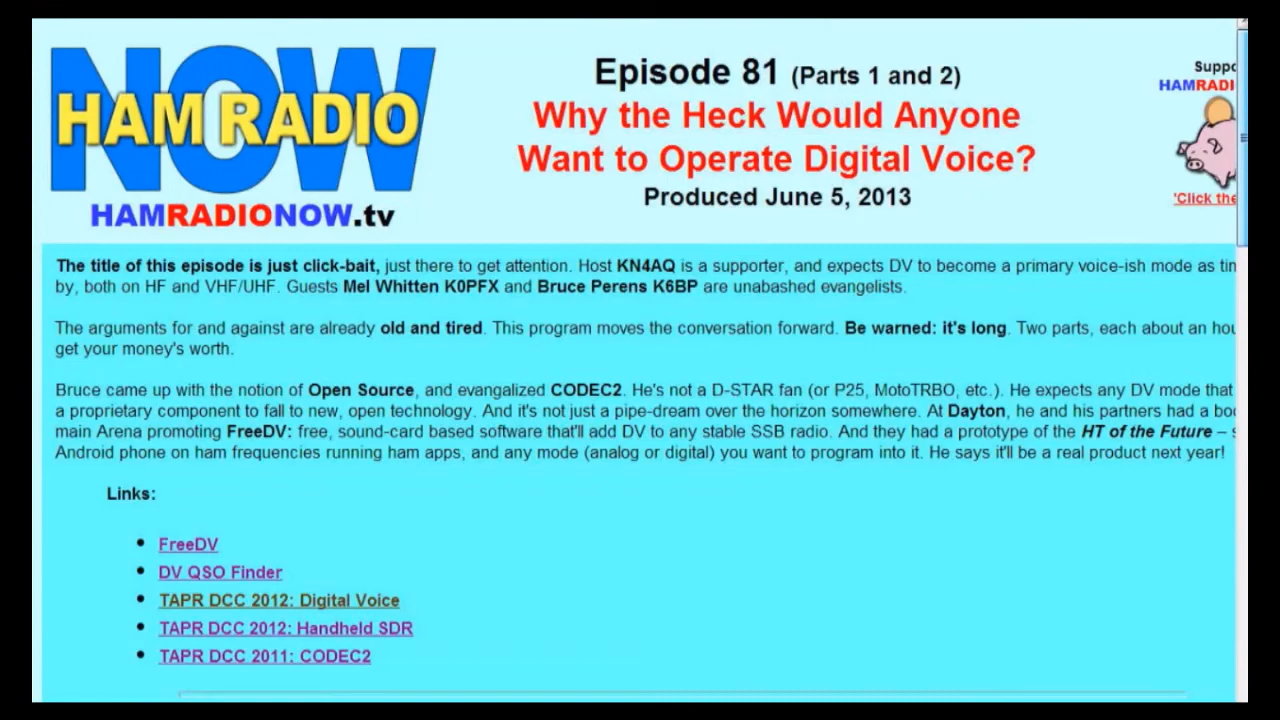 NOW
HAM RADIO
HAMRADIONOW.tv
Episode 81 (Parts 1 and 2)
Why the Heck Would Anyone
Want to Operate Digital Voice?
Produced June 5, 2013
HAMRADI
'Click the
The title of this episode is just click-bait, just there to get attention. Host KN4AQ is a supporter, and expects DV to become a primary voice-ish mode as
by, both on HF and VHF/UHF. Guests Mel Whitten K0PFX and Bruce Perens K6BP are unabashed evangelists.
The arguments for and against are already old and tired. This program moves the conversation forward. Be warned: it's long. Two parts, each about an
get your money's worth.
Bruce came up with the notion of Open Source, and evangalized CODEC2. He's not a D-STAR fan (or P25, MotoTRBO, etc.). He expects any DV mode that
a proprietary component to fall to new, open technology. And it's not just a pipe-dream over the horizon somewhere. At Dayton, he and his partners had a
main Arena promoting FreeDV: free, sound-card based software that'll add DV to any stable SSB radio. And they had a prototype of the HT of the Future –
Android phone on ham frequencies running ham apps, and any mode (analog or digital) you want to program into it. He says it'll be a real product next year!
Links:
• FreeDV
• DV QSO Finder
• TAPR DCC 2012: Digital Voice
• TAPR DCC 2012: Handheld SDR
• TAPR DCC 2011: CODEC2